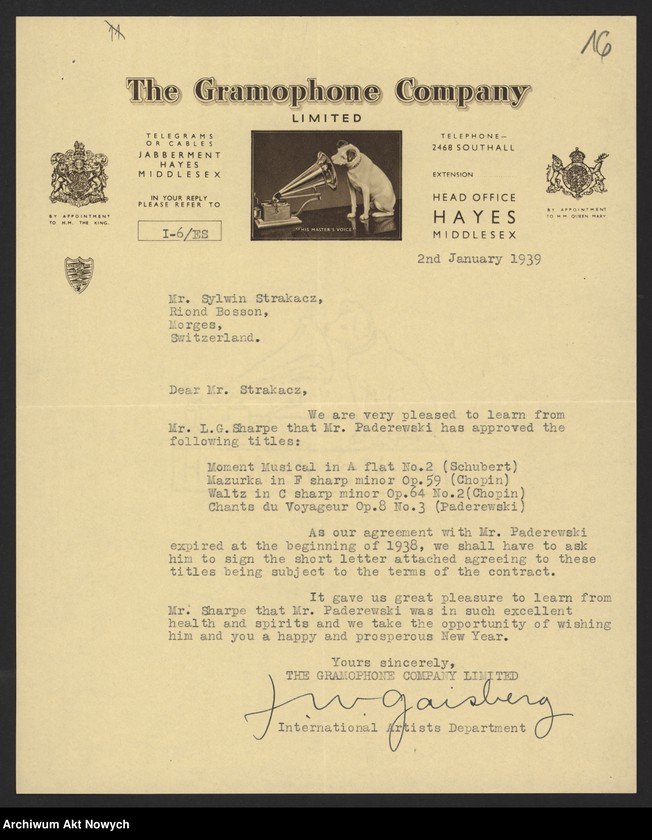 11
16
The Gramophone Company
LIMITED
TELEGRAMS
OR CABLES
JABBERMENT
HAYES
MIDDLESEX
IN YOUR REPLY
PLEASE REFER TO
I-6/ES
"HIS MASTER'S VOICE"
TELEPHONE—
2468 SOUTHALL
EXTENSION
HEAD OFFICE
HAYES
MIDDLESEX
BY APPOINTMENT
TO H.M. THE KING.
BY APPOINTMENT
TO H.M. QUEEN MARY
2nd January 1939
Mr. Sylwin Strakacz,
Riond Bosson,
Morges,
Switzerland.
Dear Mr. Strakacz,
We are very pleased to learn from
Mr. L.G.Sharpe that Mr. Paderewski has approved the
following titles:
Moment Musical in A flat No.2 (Schubert)
Mazurka in F sharp minor Op.59 (Chopin)
Waltz in C sharp minor Op.64 No.2(Chopin)
Chants du Voyageur Op.8 No.3 (Paderewski)
As our agreement with Mr. Paderewski
expired at the beginning of 1938, we shall have to ask
him to sign the short letter attached agreeing to these
titles being subject to the terms of the contract.
It gave us great pleasure to learn from
Mr. Sharpe that Mr. Paderewski was in such excellent
health and spirits and we take the opportunity of wishing
him and you a happy and prosperous New Year.
Yours sincerely,
THE GRAMOPHONE COMPANY LIMITED
F W Gaisberg
International Artists Department
Archiwum Akt Nowych